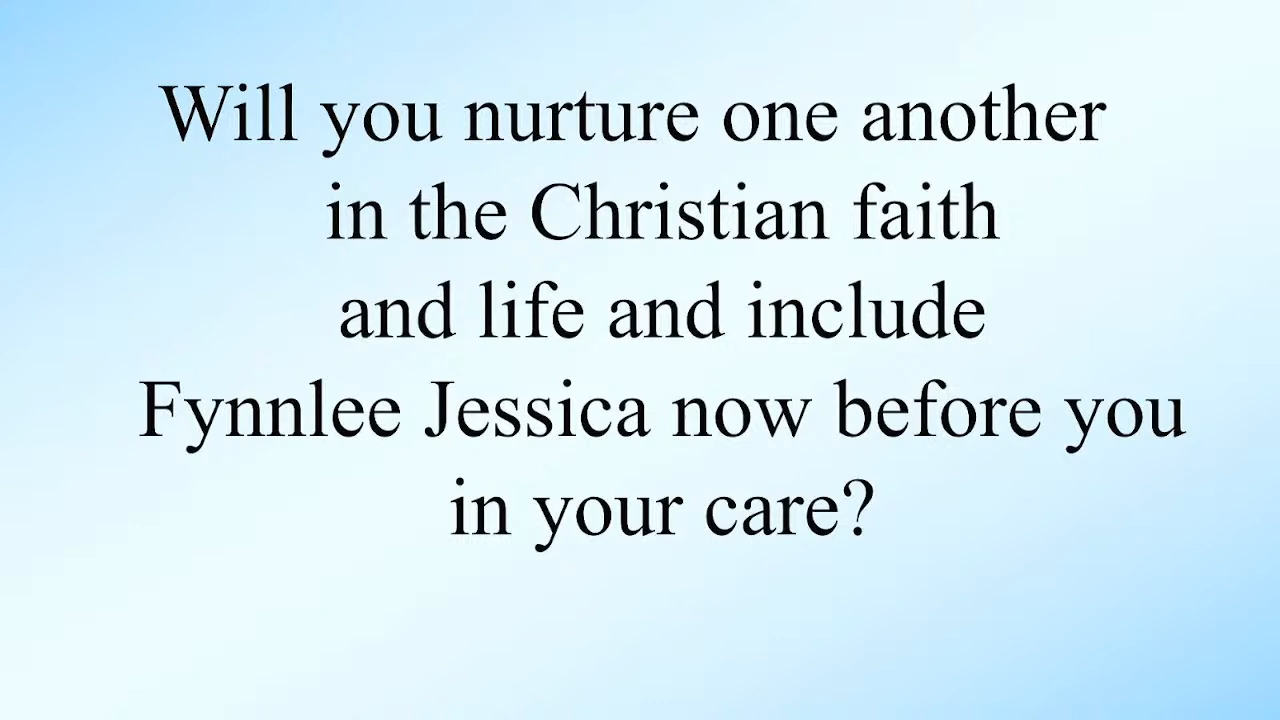 Will you nurture one another
in the Christian faith
and life and include
Fynnlee Jessica now before you
in your care?